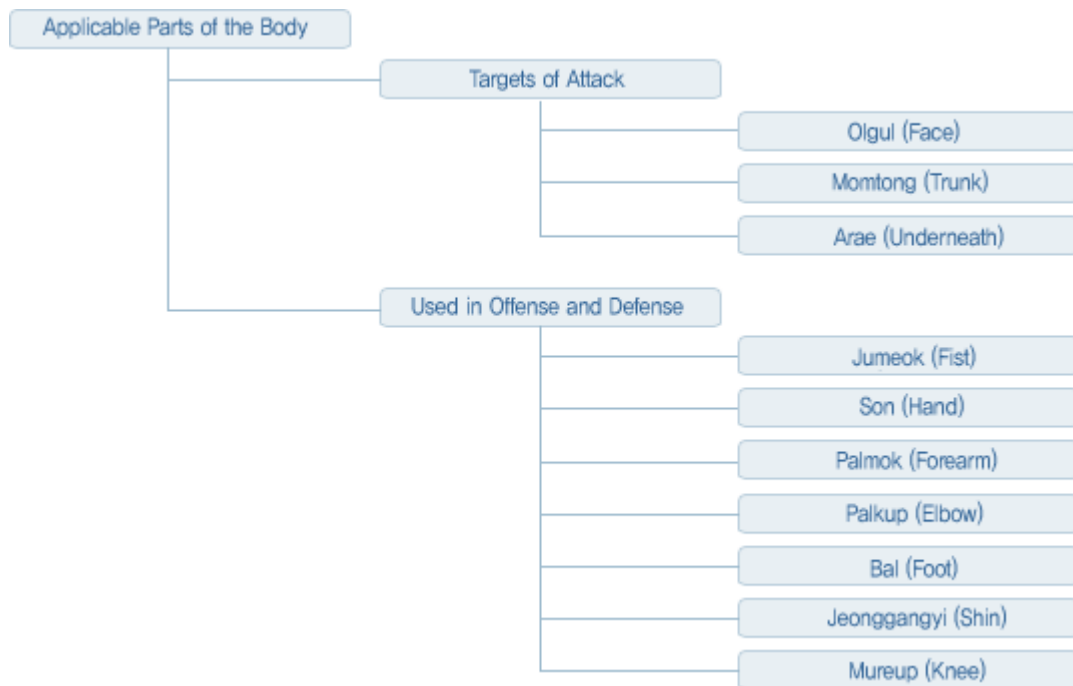 Applicable Parts of the Body
Targets of Attack
Olgul (Face)
Momtong (Trunk)
Arae (Underneath)
Used in Offense and Defense
Jumeok (Fist)
Son (Hand)
Palmok (Forearm)
Palkup (Elbow)
Bal (Foot)
Jeonggangyi (Shin)
Mureup (Knee)